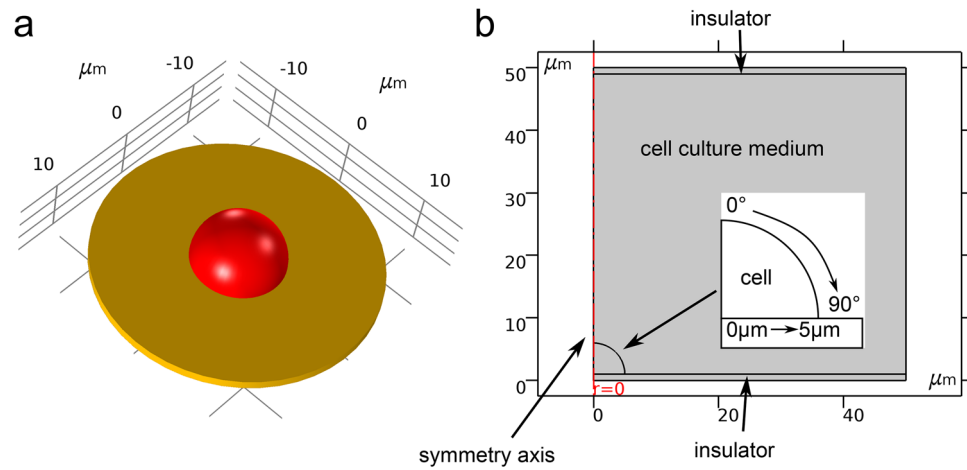 a
μm
-10
-10
μm
0
0
10
10
b
insulator
μm
50
40
30
20
10
0
cell culture medium
0°
cell
90°
0μm→5μm
μm
r=0
0
20
40
symmetry axis
insulator